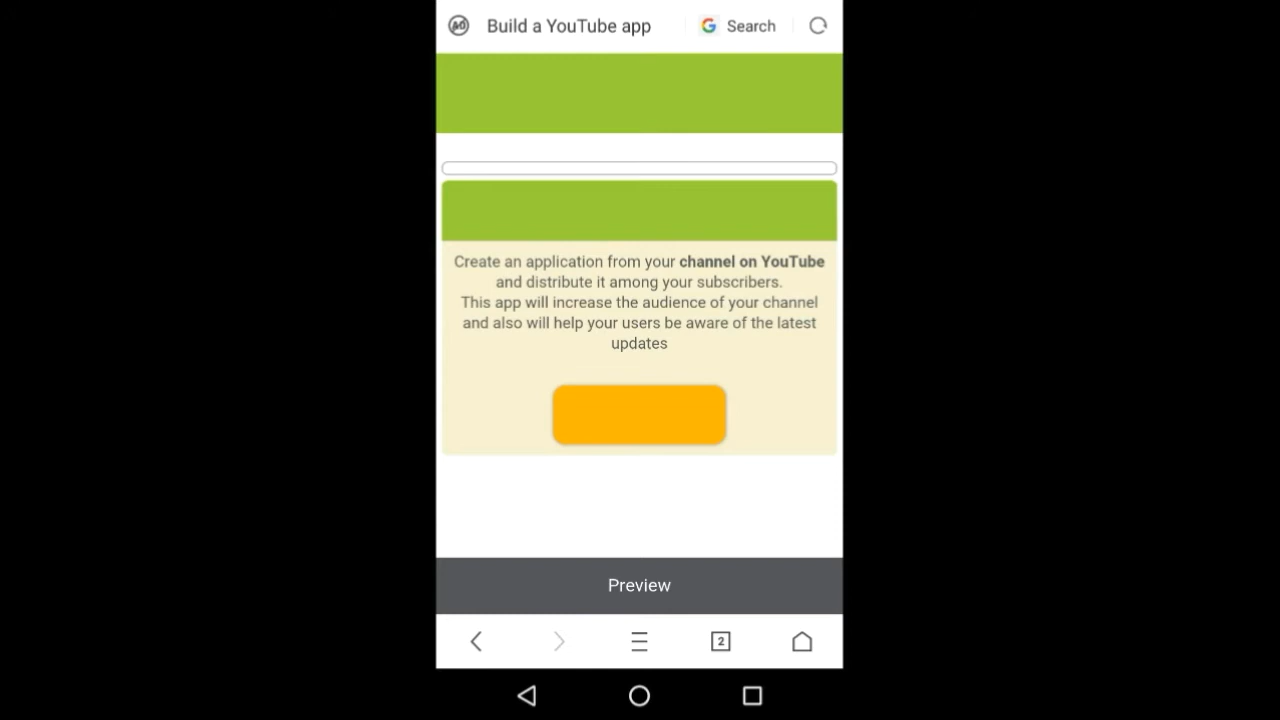 Build a YouTube app
Search
Create an application from your channel on YouTube
and distribute it among your subscribers.
This app will increase the audience of your channel
and also will help your users be aware of the latest
updates
Preview
2